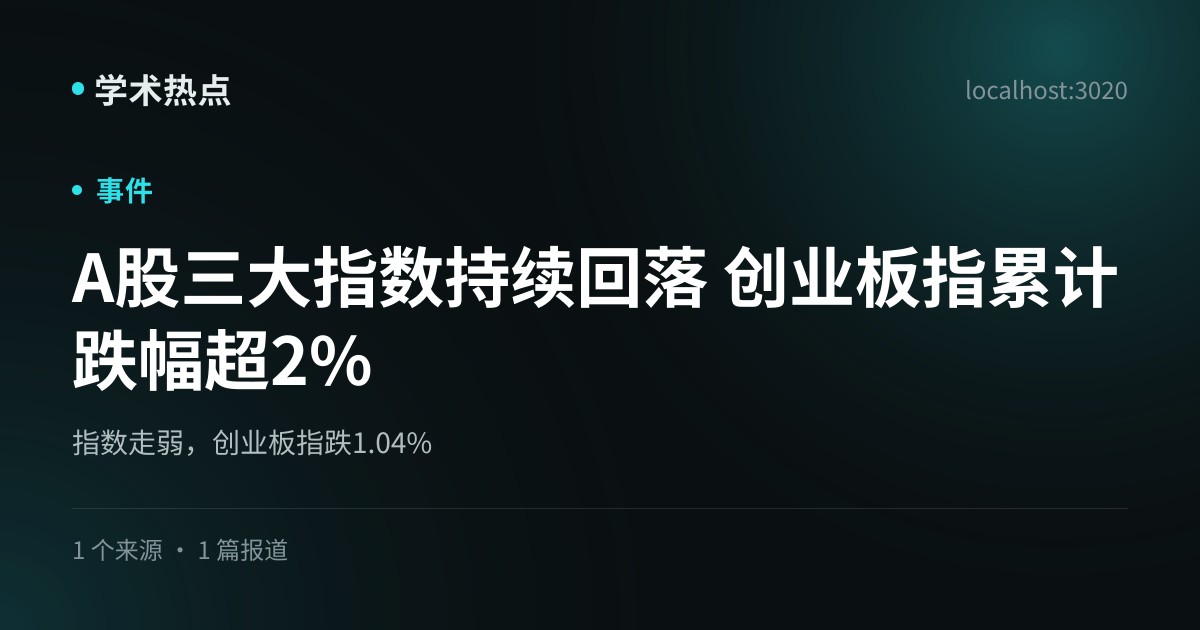 学术热点
localhost:3020
事件
A股三大指数持续回落 创业板指累计
跌幅超2%
指数走弱，创业板指跌1.04%
1 个来源 · 1 篇报道